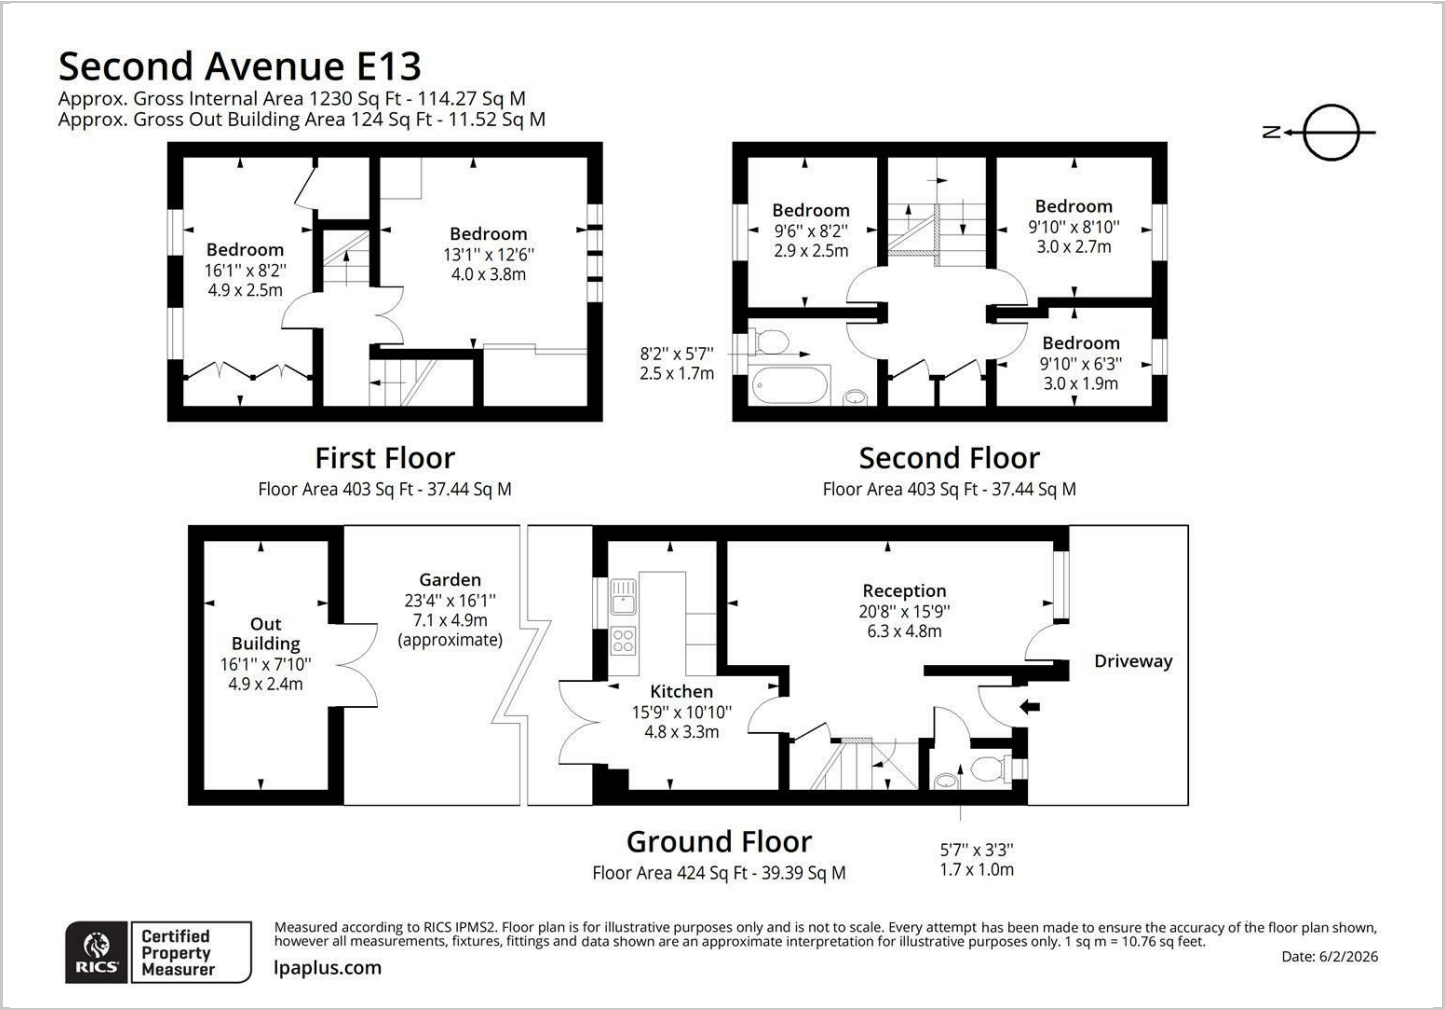 Second Avenue E13
Approx. Gross Internal Area 1230 Sq Ft - 114.27 Sq M
Approx. Gross Out Building Area 124 Sq Ft - 11.52 Sq M
N
Bedroom
16'1" x 8'2"
4.9 x 2.5m
Bedroom
13'1" x 12'6"
4.0 x 3.8m
First Floor
Floor Area 403 Sq Ft - 37.44 Sq M
Bedroom
9'6" x 8'2"
2.9 x 2.5m
Bedroom
9'10" x 8'10"
3.0 x 2.7m
8'2" x 5'7"
2.5 x 1.7m
Bedroom
9'10" x 6'3"
3.0 x 1.9m
Second Floor
Floor Area 403 Sq Ft - 37.44 Sq M
Out
Building
16'1" x 7'10"
4.9 x 2.4m
Garden
23'4" x 16'1"
7.1 x 4.9m
(approximate)
Kitchen
15'9" x 10'10"
4.8 x 3.3m
Reception
20'8" x 15'9"
6.3 x 4.8m
Driveway
5'7" x 3'3"
1.7 x 1.0m
Ground Floor
Floor Area 424 Sq Ft - 39.39 Sq M
RICS
Certified
Property
Measurer
Measured according to RICS IPMS2. Floor plan is for illustrative purposes only and is not to scale. Every attempt has been made to ensure the accuracy of the floor plan shown,
however all measurements, fixtures, fittings and data shown are an approximate interpretation for illustrative purposes only. 1 sq m = 10.76 sq feet.
lpaplus.com
Date: 6/2/2026